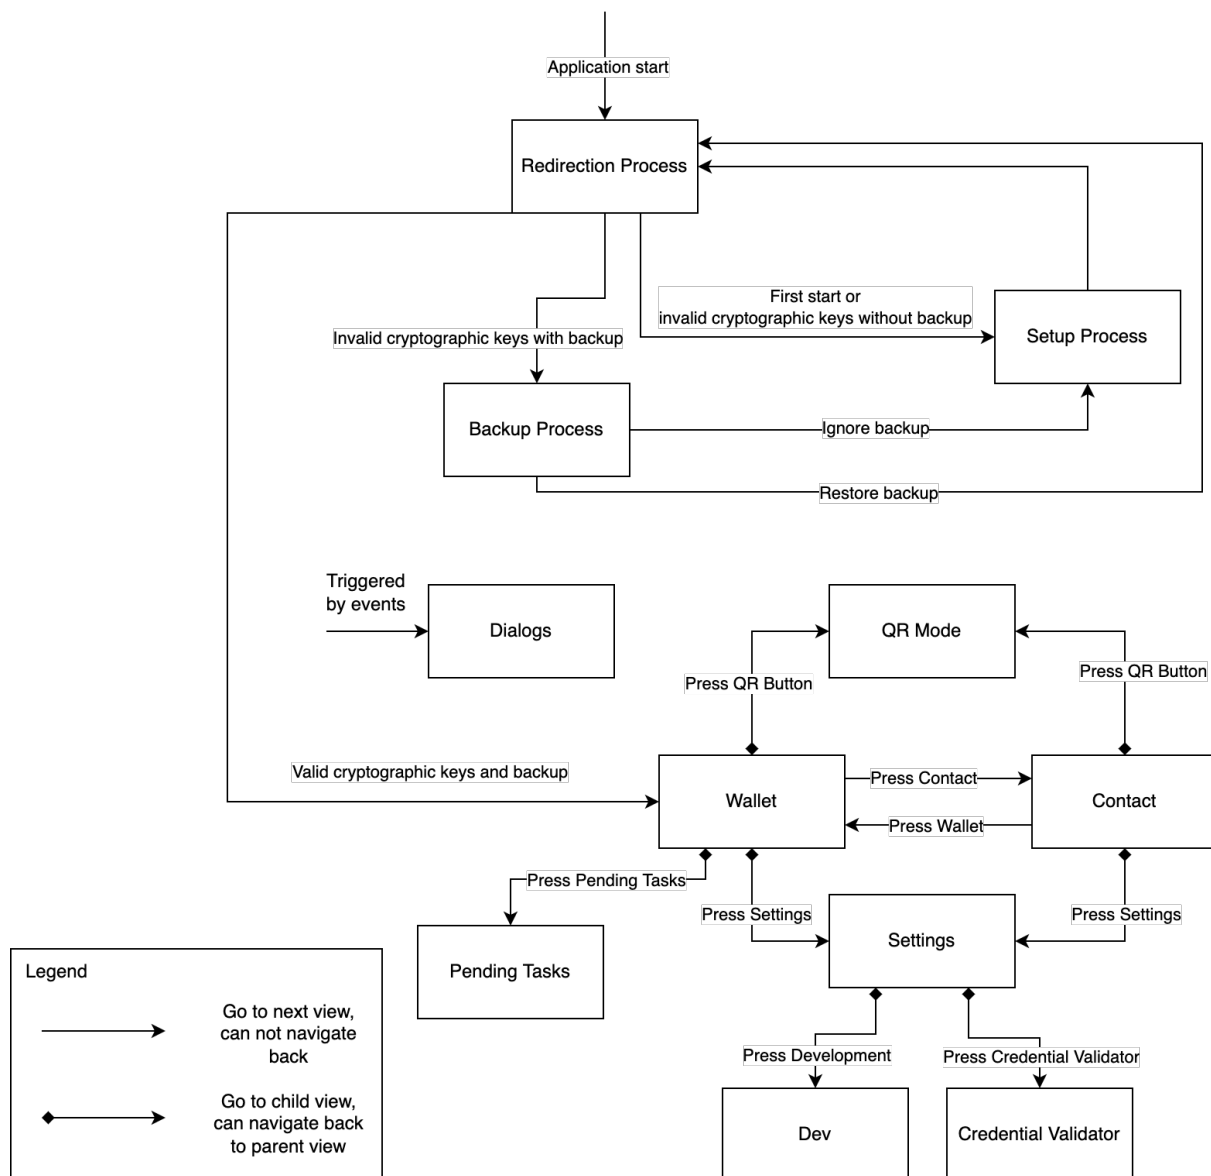 Application start
Redirection Process
First start or
invalid cryptographic keys without backup
Setup Process
Invalid cryptographic keys with backup
Backup Process
Ignore backup
Restore backup
Triggered
by events
Dialogs
QR Mode
Press QR Button
Press QR Button
Valid cryptographic keys and backup
Press Contact
Wallet
Contact
Press Wallet
Press Pending Tasks
Press Settings
Press Settings
Settings
Pending Tasks
Legend
Go to next view,
can not navigate
back
Press Development
Press Credential Validator
Go to child view,
can navigate back
to parent view
Dev
Credential Validator